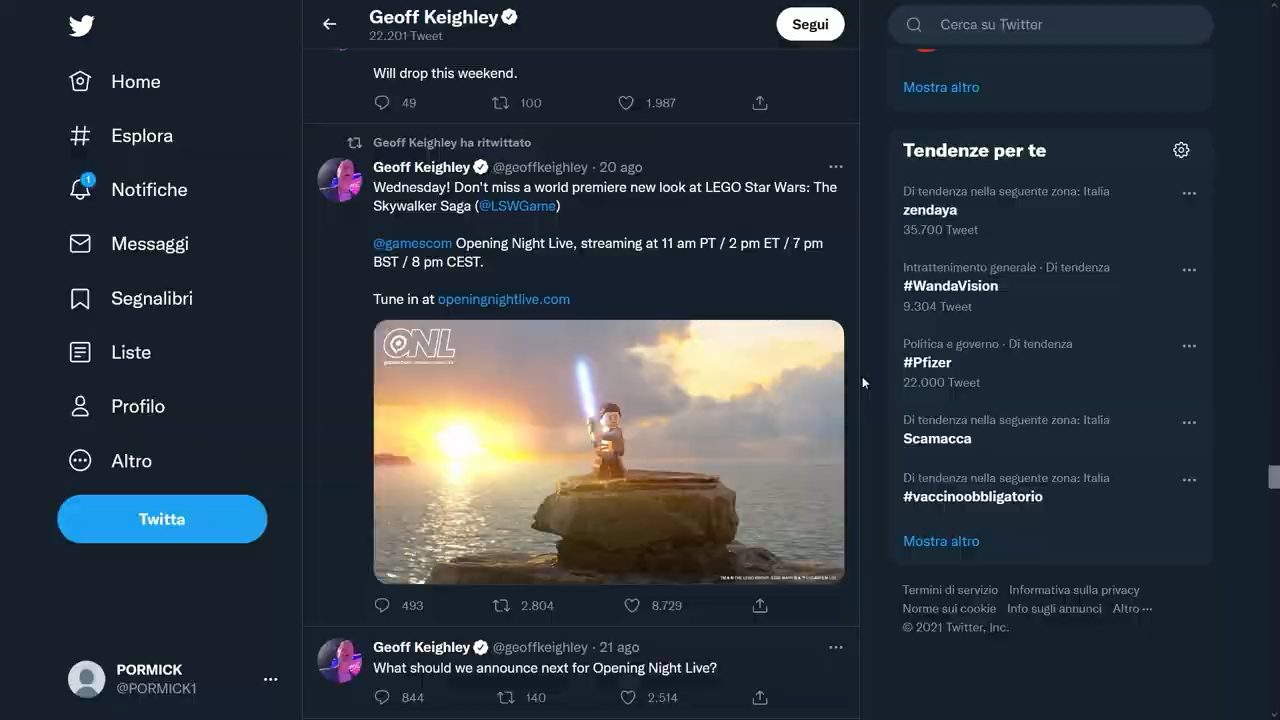 Home
Esplora
1
Notifiche
Messaggi
Segnalibri
Liste
Profilo
Altro
Twitta
PORMICK
@PORMICK1
Geoff Keighley
22.201 Tweet
Segui
Will drop this weekend.
49 100 1.987
Geoff Keighley ha ritwittato
Geoff Keighley @geoffkeighley · 20 ago
Wednesday! Don't miss a world premiere new look at LEGO Star Wars: The
Skywalker Saga (@LSWGame)
@gamescom Opening Night Live, streaming at 11 am PT / 2 pm ET / 7 pm
BST / 8 pm CEST.
Tune in at openingnightlive.com
ONL
493 2.804 8.729
Geoff Keighley @geoffkeighley · 21 ago
What should we announce next for Opening Night Live?
844 140 2.514
Cerca su Twitter
Mostra altro
Tendenze per te
Di tendenza nella seguente zona: Italia
zendaya
35.700 Tweet
Intrattenimento generale · Di tendenza
#WandaVision
9.304 Tweet
Politica e governo · Di tendenza
#Pfizer
22.000 Tweet
Di tendenza nella seguente zona: Italia
Scamacca
Di tendenza nella seguente zona: Italia
#vaccinoobbligatorio
Mostra altro
Termini di servizio Informativa sulla privacy
Norme sui cookie Info sugli annunci Altro ···
© 2021 Twitter, Inc.